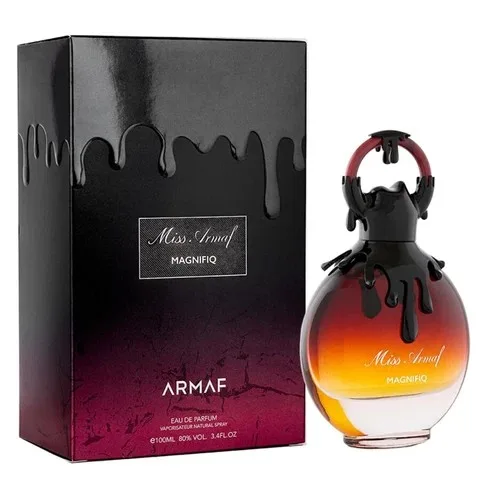 Miss Armaf
MAGNIFIQ
ARMAF
EAU DE PARFUM
VAPORISATEUR NATURAL SPRAY
℮100ML 80% VOL. 3.4FL.OZ
Miss Armaf
MAGNIFIQ